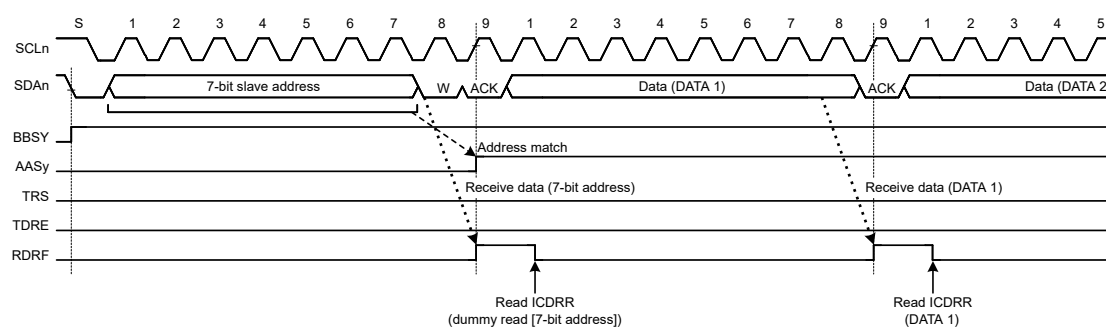 S 1 2 3 4 5 6 7 8 9 1 2 3 4 5 6 7 8 9 1 2 3 4 5
SCLn
SDAn 7-bit slave address W ACK Data (DATA 1) ACK Data (DATA 2
BBSY
Address match
AASy
Receive data (7-bit address) Receive data (DATA 1)
TRS
TDRE
RDRF
Read ICDRR
(dummy read [7-bit address])
Read ICDRR
(DATA 1)